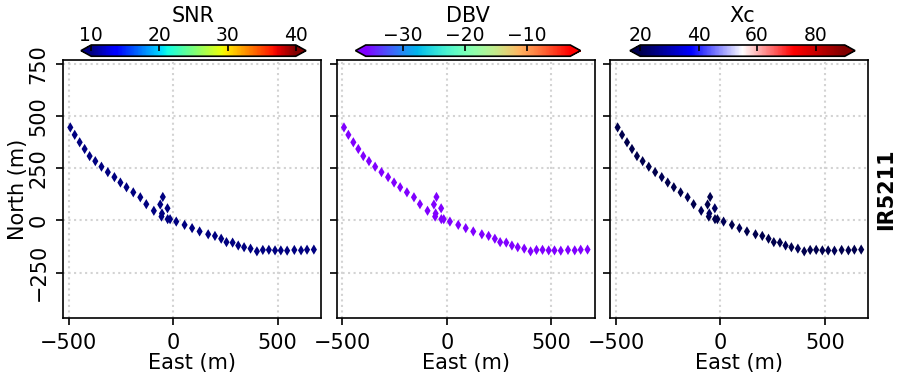 SNR DBV Xc
10 20 30 40 −30 −20 −10 20 40 60 80
750
500
250
0
−250
North (m)
−500 0 500 −500 0 500 −500 0 500
East (m) East (m) East (m)
IR5211